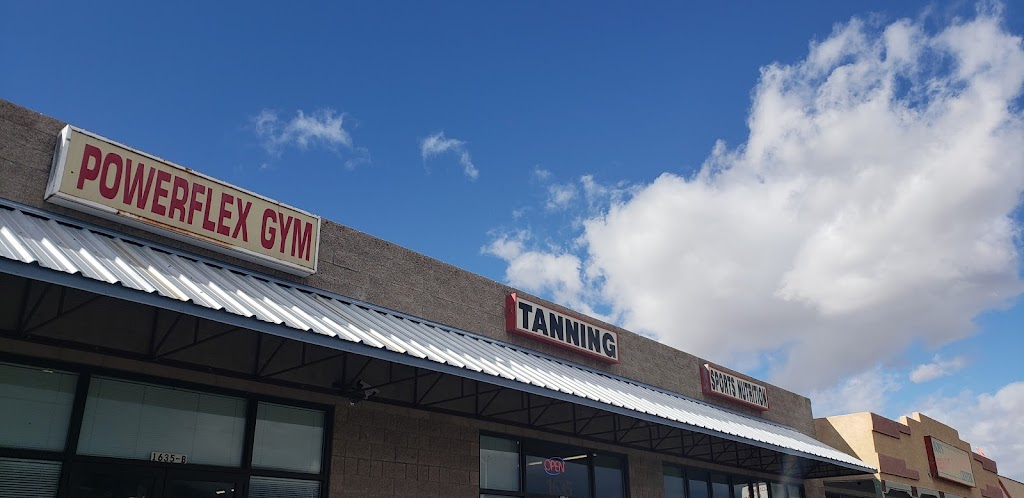 POWERFLEX GYM
TANNING
SPORTS NUTRITION
1635-B
OPEN